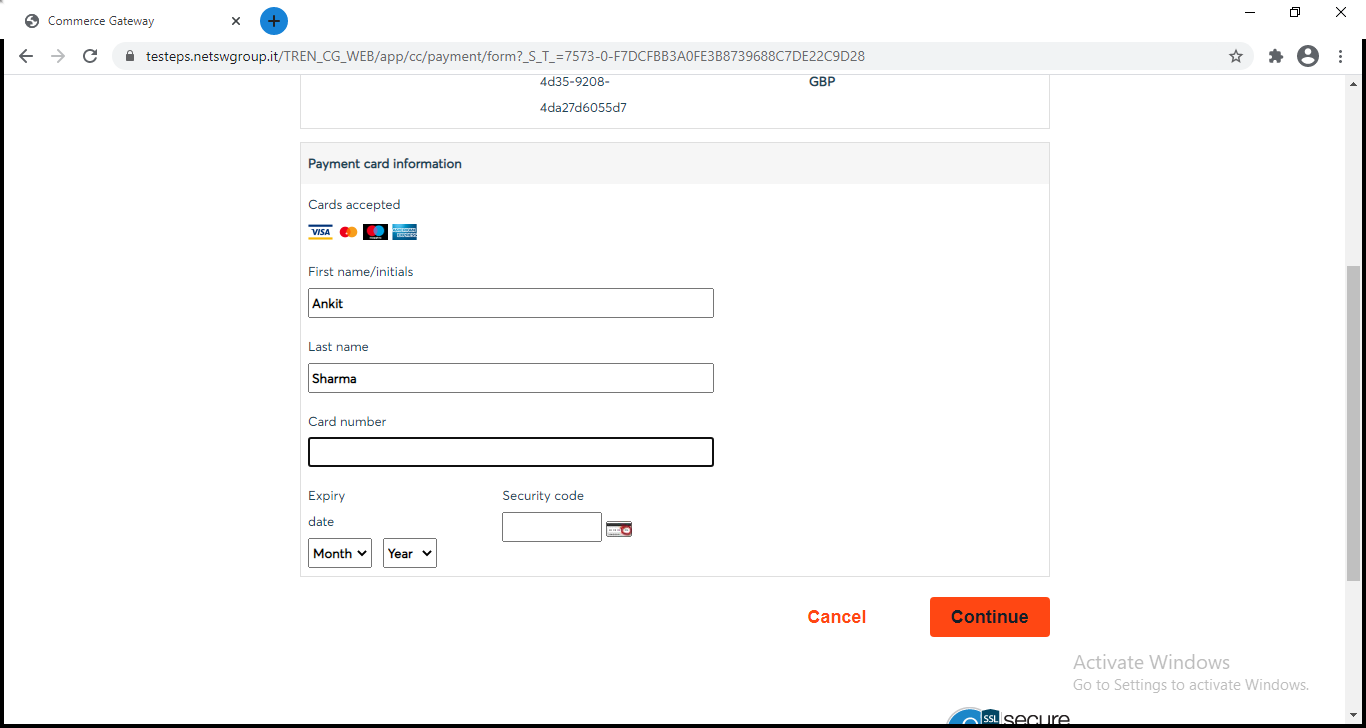 Commerce Gateway
testeps.netswgroup.it/TREN_CG_WEB/app/cc/payment/form?_S_T_=7573-0-F7DCFBB3A0FE3B8739688C7DE22C9D28
4d35-9208- GBP
4da27d6055d7
Payment card information
Cards accepted
VISA
First name/initials
Ankit
Last name
Sharma
Card number
Expiry Security code
date
Month Year
Cancel Continue
Activate Windows
Go to Settings to activate Windows.
SSL secure